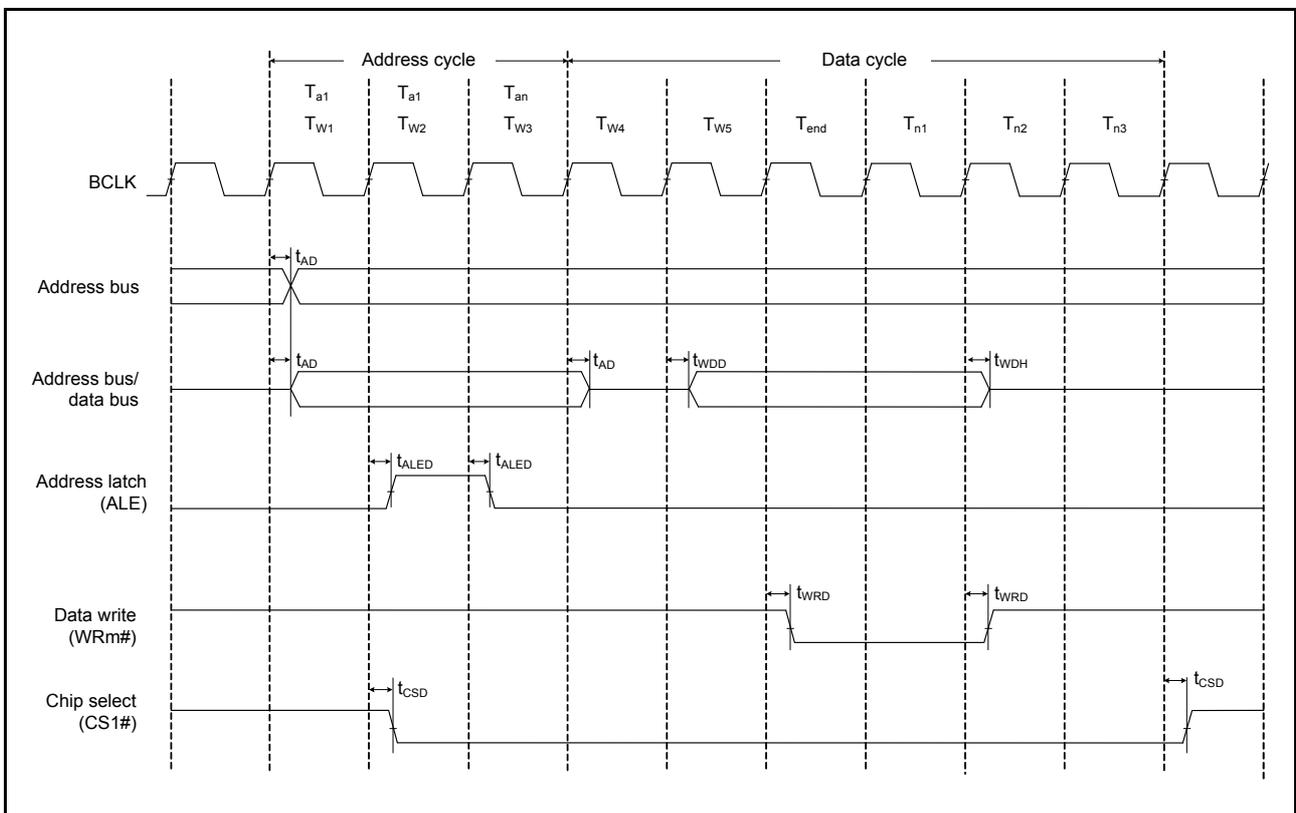 Address cycle Data cycle
Ta1 Ta1 Tan
TW1 TW2 TW3 TW4 TW5 Tend Tn1 Tn2 Tn3
BCLK
tAD
Address bus
tAD tAD tWDD tWDH
Address bus/
data bus
tALED tALED
Address latch
(ALE)
tWRD tWRD
Data write
(WRm#)
tCSD tCSD
Chip select
(CS1#)